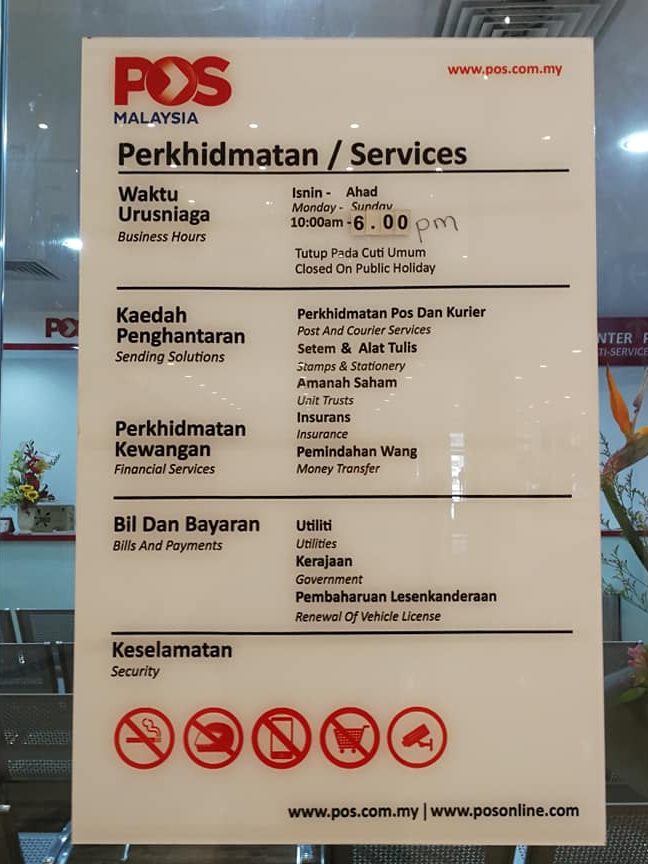 POS
MALAYSIA
www.pos.com.my
Perkhidmatan / Services
Waktu
Urusniaga
Business Hours
Isnin - Ahad
Monday - Sunday
10:00am - 6.00 pm
Tutup Pada Cuti Umum
Closed On Public Holiday
Kaedah
Penghantaran
Sending Solutions
Perkhidmatan Pos Dan Kurier
Post And Courier Services
Setem & Alat Tulis
Stamps & Stationery
Amanah Saham
Unit Trusts
Perkhidmatan
Kewangan
Financial Services
Insurans
Insurance
Pemindahan Wang
Money Transfer
Bil Dan Bayaran
Bills And Payments
Utiliti
Utilities
Kerajaan
Government
Pembaharuan Lesenkanderaan
Renewal Of Vehicle License
Keselamatan
Security
www.pos.com.my | www.posonline.com